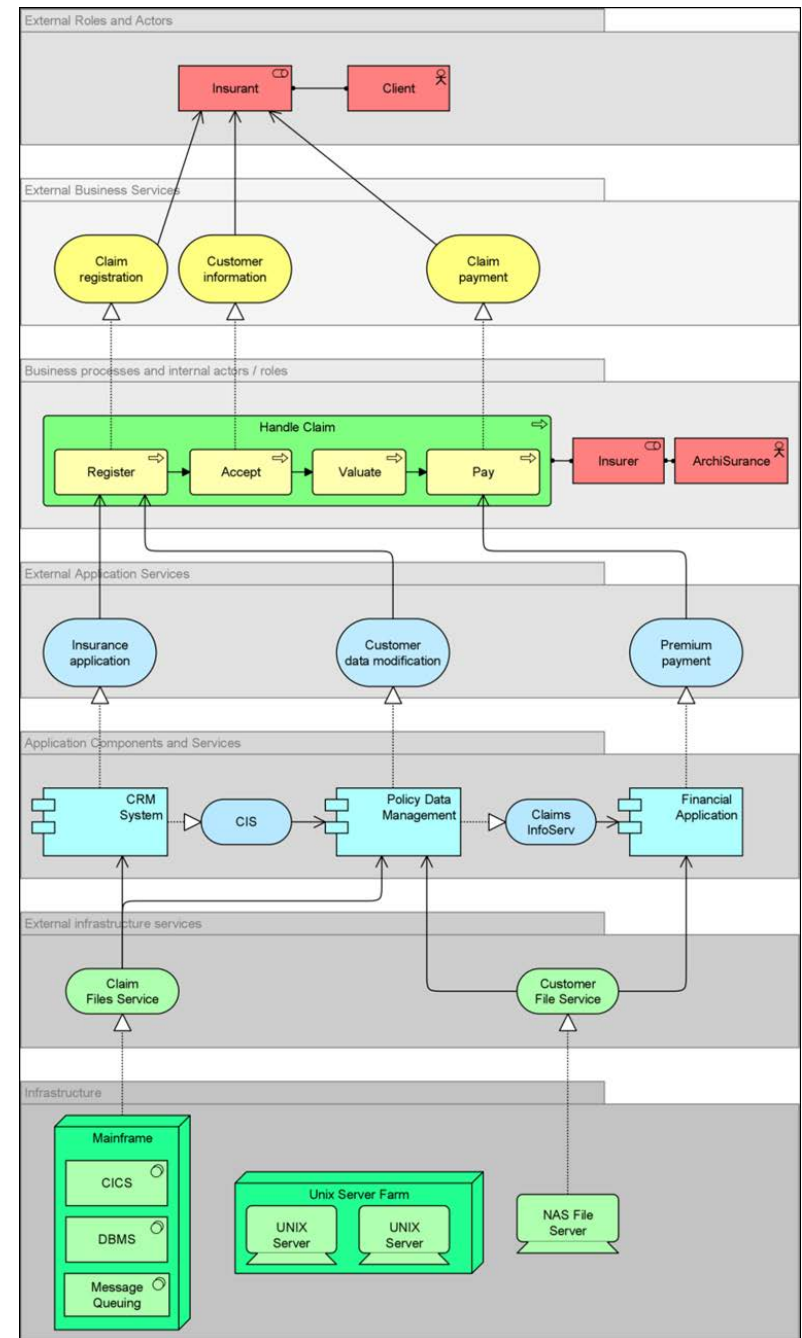 External Roles and Actors
Insurant
Client
External Business Services
Claim
registration
Customer
information
Claim
payment
Business processes and internal actors / roles
Handle Claim
Register
Accept
Valuate
Pay
Insurer
ArchiSurance
External Application Services
Insurance
application
Customer
data modification
Premium
payment
Application Components and Services
CRM
System
CIS
Policy Data
Management
Claims
InfoServ
Financial
Application
External infrastructure services
Claim
Files Service
Customer
File Service
Infrastructure
Mainframe
CICS
DBMS
Message
Queuing
Unix Server Farm
UNIX
Server
UNIX
Server
NAS File
Server